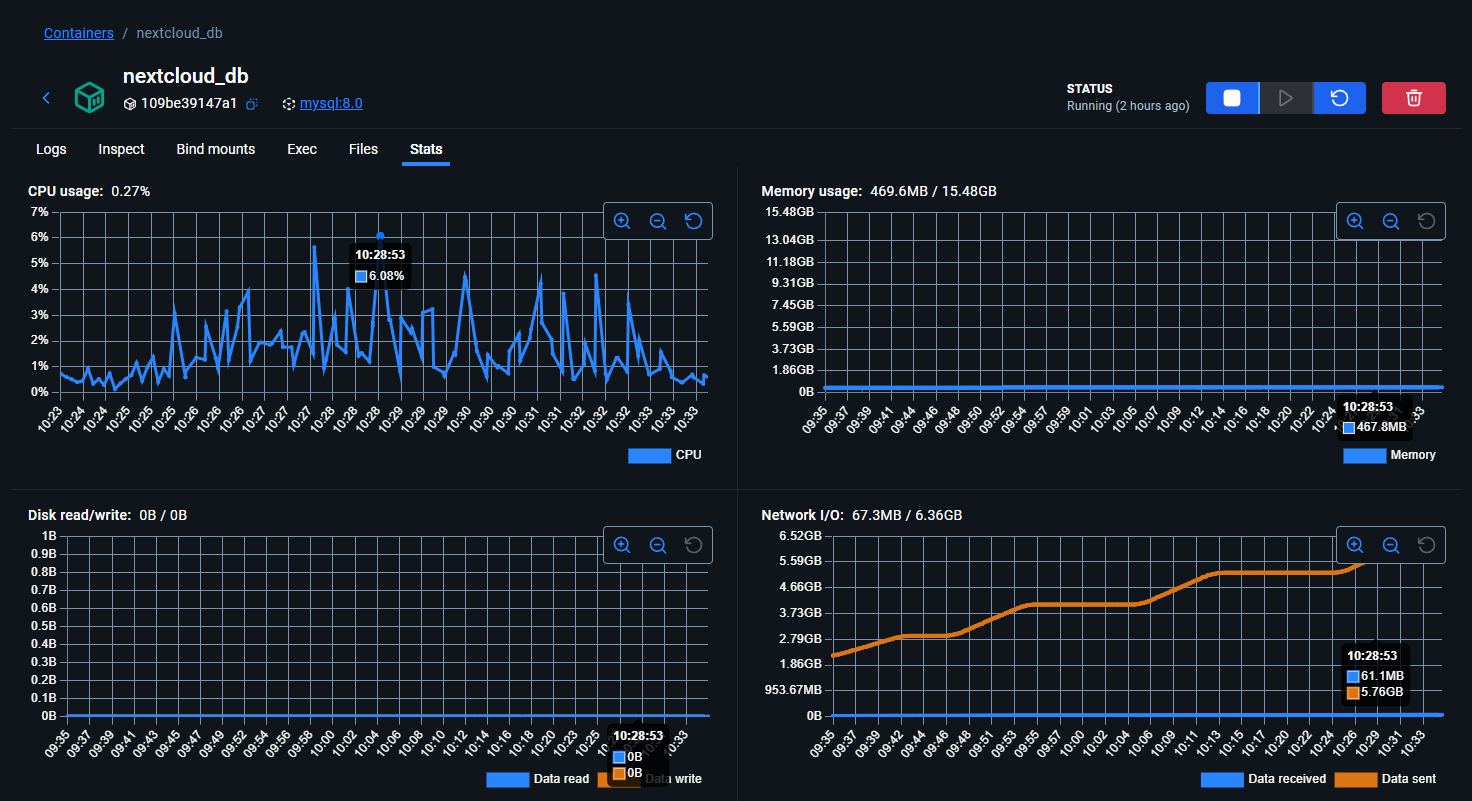 Containers / nextcloud_db
nextcloud_db
109be39147a1 mysql:8.0
STATUS
Running (2 hours ago)
Logs Inspect Bind mounts Exec Files Stats
CPU usage: 0.27%
7%
6%
5%
4%
3%
2%
1%
0%
10:28:53
6.08%
10:23 10:24 10:24 10:25 10:25 10:25 10:26 10:26 10:26 10:27 10:27 10:28 10:28 10:28 10:28 10:29 10:29 10:29 10:30 10:30 10:30 10:31 10:31 10:32 10:32 10:32 10:33 10:33 10:33
CPU
Memory usage: 469.6MB / 15.48GB
15.48GB
13.04GB
11.18GB
9.31GB
7.45GB
5.59GB
3.73GB
1.86GB
0B
09:35 09:37 09:39 09:41 09:44 09:46 09:48 09:50 09:52 09:54 09:57 09:59 10:01 10:03 10:05 10:07 10:09 10:12 10:14 10:16 10:18 10:20 10:22 10:24
10:28:53
467.8MB
Memory
Disk read/write: 0B / 0B
1B
0.9B
0.8B
0.7B
0.6B
0.5B
0.4B
0.3B
0.2B
0.1B
0B
09:35 09:37 09:39 09:41 09:43 09:45 09:47 09:49 09:52 09:54 09:56 09:58 10:00 10:02 10:04 10:06 10:08 10:10 10:12 10:14 10:16 10:18 10:20 10:23 10:25 10:33
10:28:53
0B
0B
Data read Data write
Network I/O: 67.3MB / 6.36GB
6.52GB
5.59GB
4.66GB
3.73GB
2.79GB
1.86GB
953.67MB
0B
10:28:53
61.1MB
5.76GB
09:35 09:37 09:39 09:42 09:44 09:46 09:48 09:51 09:53 09:55 09:57 10:00 10:02 10:04 10:06 10:09 10:11 10:13 10:15 10:17 10:20 10:22 10:24 10:26 10:29 10:31 10:33
Data received Data sent